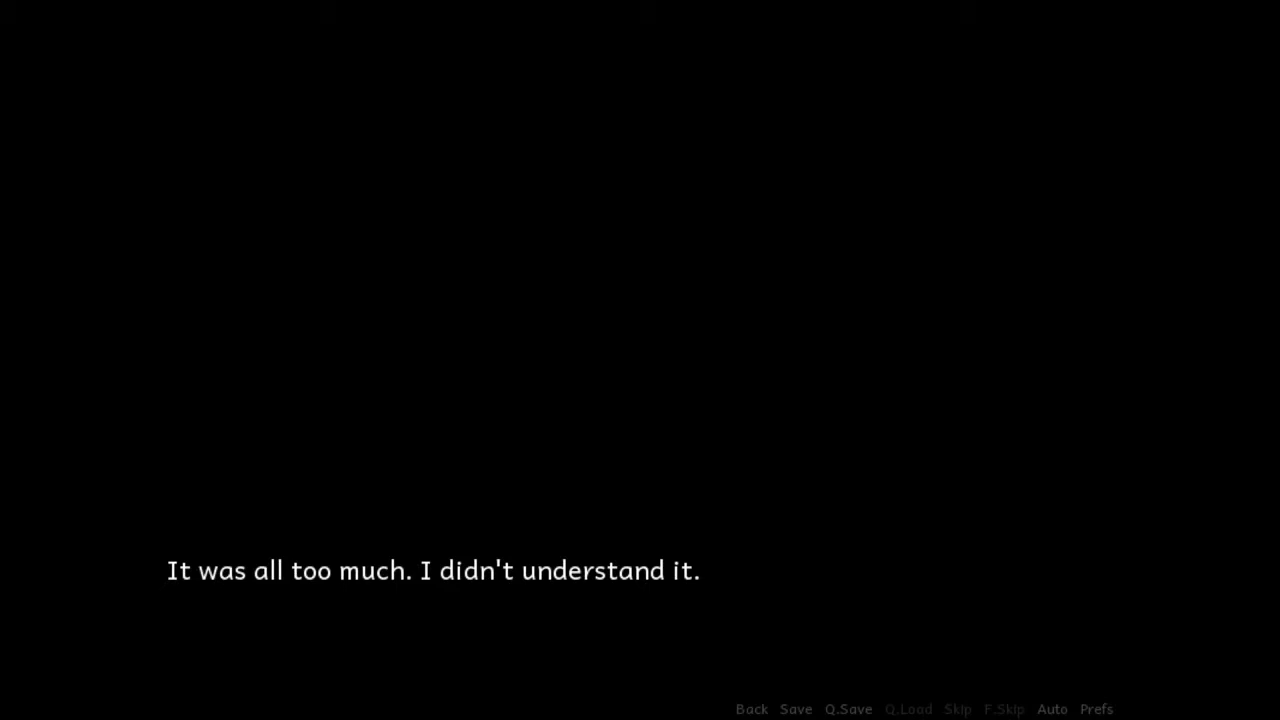 It was all too much. I didn't understand it.
Back Save Q.Save Q.Load Skip F.Skip Auto Prefs